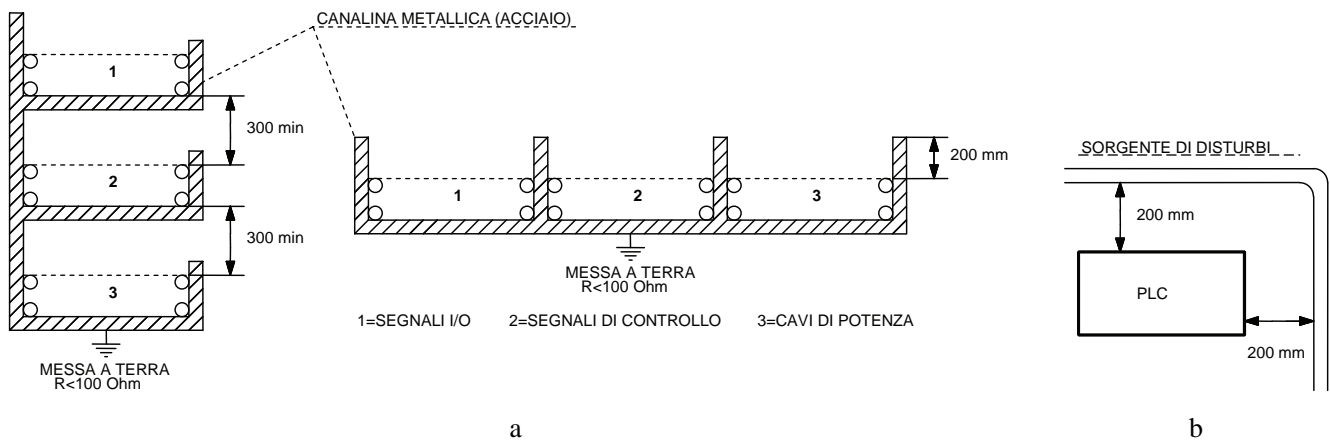 CANALINA METALLICA (ACCIAIO)
1
300 min
2
300 min
3
MESSA A TERRA
R<100 Ohm
1
2
3
200 mm
MESSA A TERRA
R<100 Ohm
1=SEGNALI I/O 2=SEGNALI DI CONTROLLO 3=CAVI DI POTENZA
a
SORGENTE DI DISTURBI
200 mm
PLC
200 mm
b